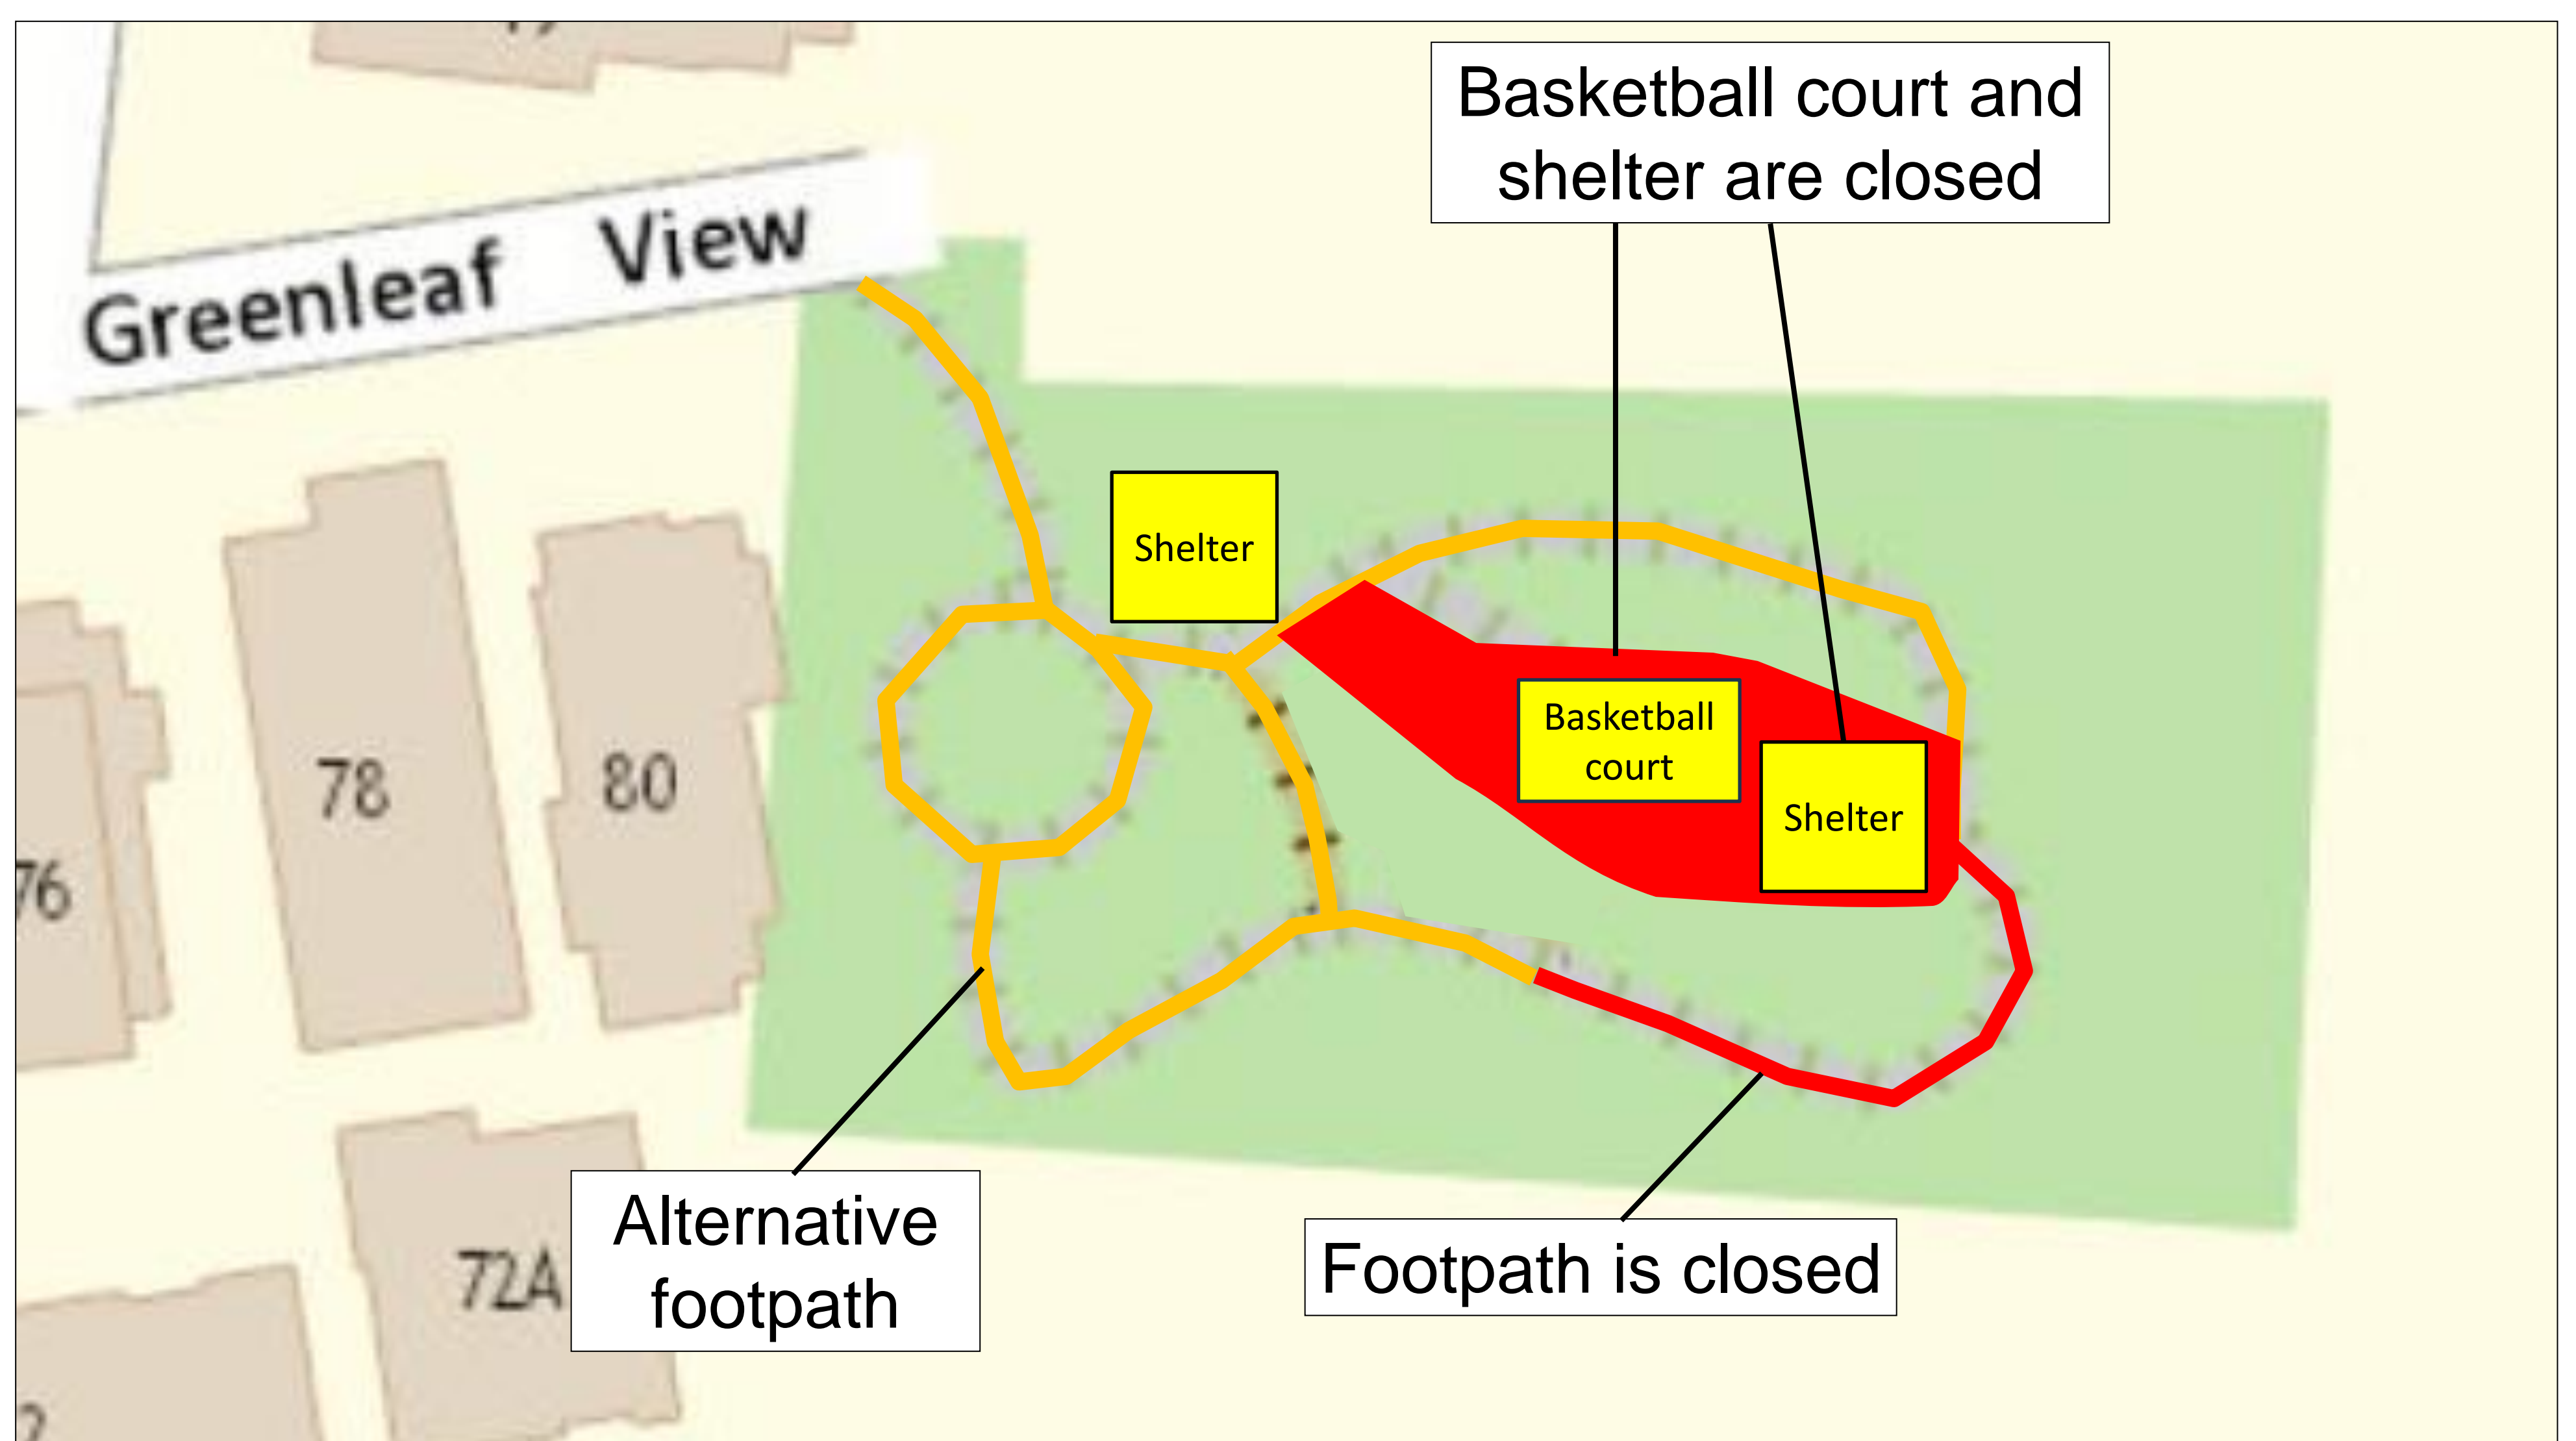 Basketball court and
shelter are closed
Greenleaf View
Shelter
Basketball
court
Shelter
78
80
76
72A
Alternative
footpath
Footpath is closed